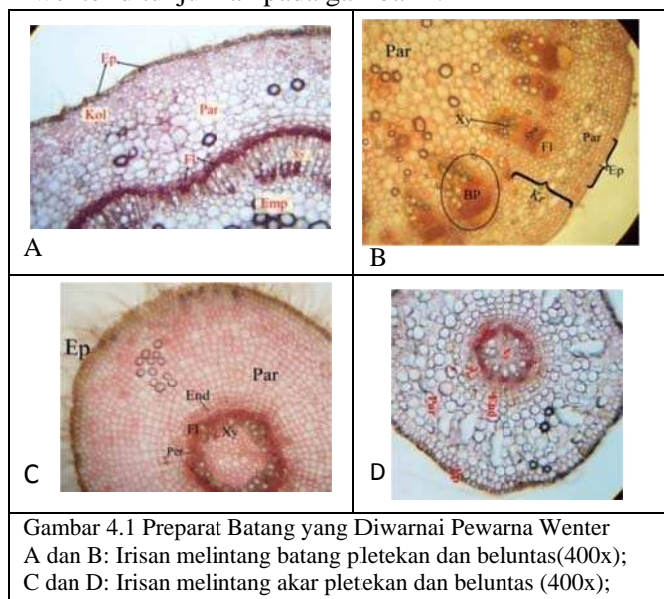 Ep
Kol
Par
Fl
Xy
Emp
A
Par
Xy
Fl
Par
Ep
BP
B
Ep
Par
End
Fl
Xy
Per
C
Par
End
D
Gambar 4.1 Preparat Batang yang Diwarnai Pewarna Wenter
A dan B: Irisan melintang batang pletekan dan beluntas(400x);
C dan D: Irisan melintang akar pletekan dan beluntas (400x);